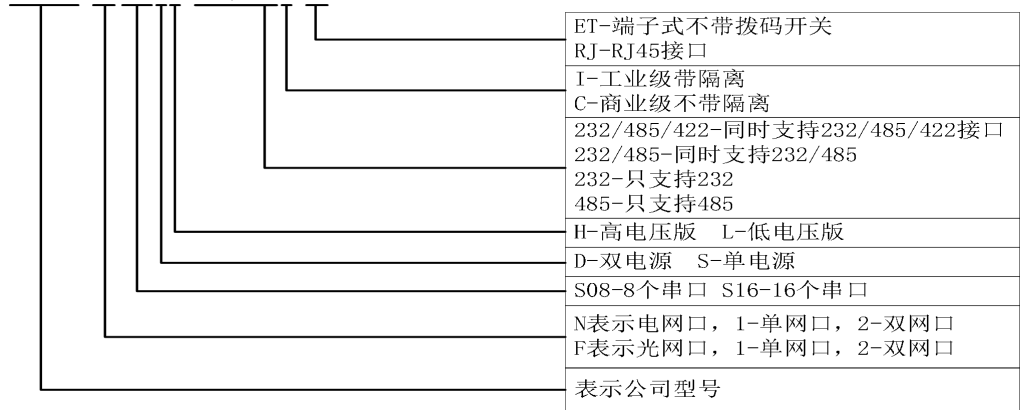 ET-端子式不带拨码开关
RJ-RJ45接口
I-工业级带隔离
C-商业级不带隔离
232/485/422-同时支持232/485/422接口
232/485-同时支持232/485
232-只支持232
485-只支持485
H-高电压版 L-低电压版
D-双电源 S-单电源
S08-8个串口 S16-16个串口
N表示电网口，1-单网口，2-双网口
F表示光网口，1-单网口，2-双网口
表示公司型号